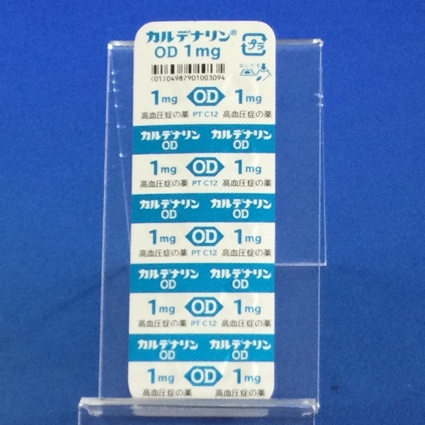 カルデナリン®
OD 1mg
プラ
(01)04987901003094
1mg OD 1mg
高血圧症の薬 PT C12 高血圧症の薬
カルデナリン カルデナリン
OD OD
1mg OD 1mg
高血圧症の薬 PT C12 高血圧症の薬
カルデナリン カルデナリン
OD OD
1mg OD 1mg
高血圧症の薬 PT C12 高血圧症の薬
カルデナリン カルデナリン
OD OD
1mg OD 1mg
高血圧症の薬 PT C12 高血圧症の薬
カルデナリン カルデナリン
OD OD
1mg OD 1mg
高血圧症の薬 高血圧症の薬